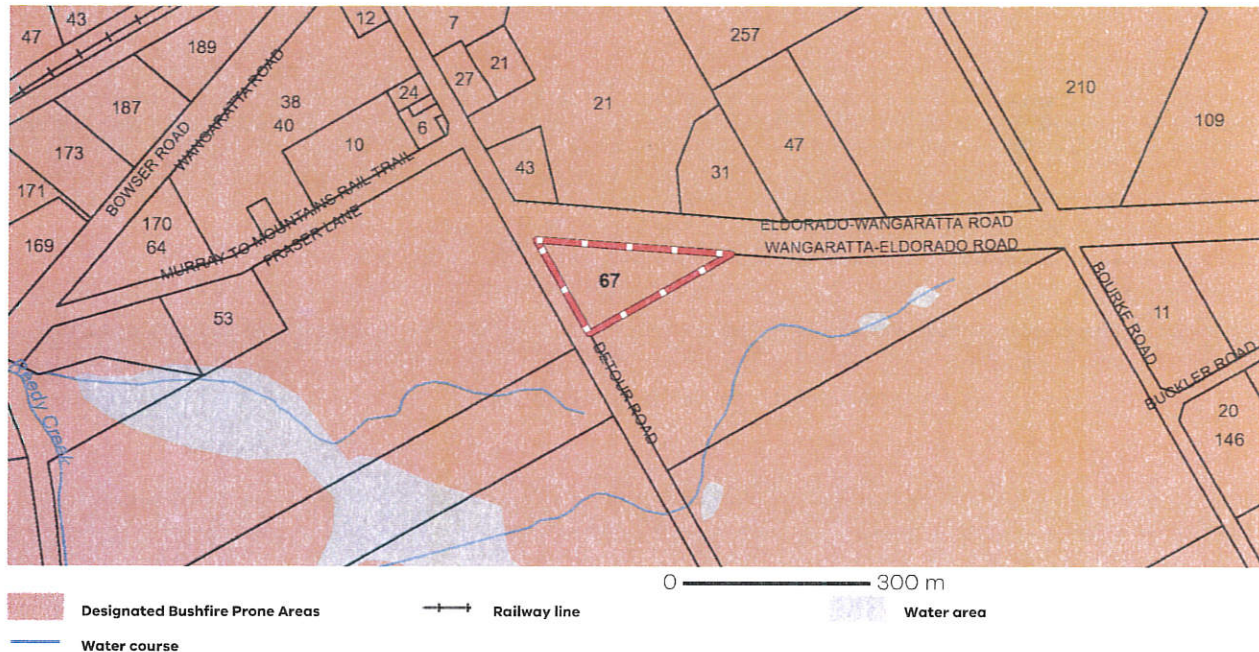 43
47
189
187
173
171
169
BOWSER ROAD
WANGARATTA ROAD
38
40
170
64
12
7
27
21
24
6
10
MURRAY TO MOUNTAINS RAIL TRAIL
FRASER LANE
53
43
21
257
47
31
210
109
ELDORADO-WANGARATTA ROAD
WANGARATTA-ELDORADO ROAD
67
DETOUR ROAD
BOURKE ROAD
11
BUCKLER ROAD
20
146
Reedy Creek
0 300 m
Designated Bushfire Prone Areas
Railway line
Water area
Water course